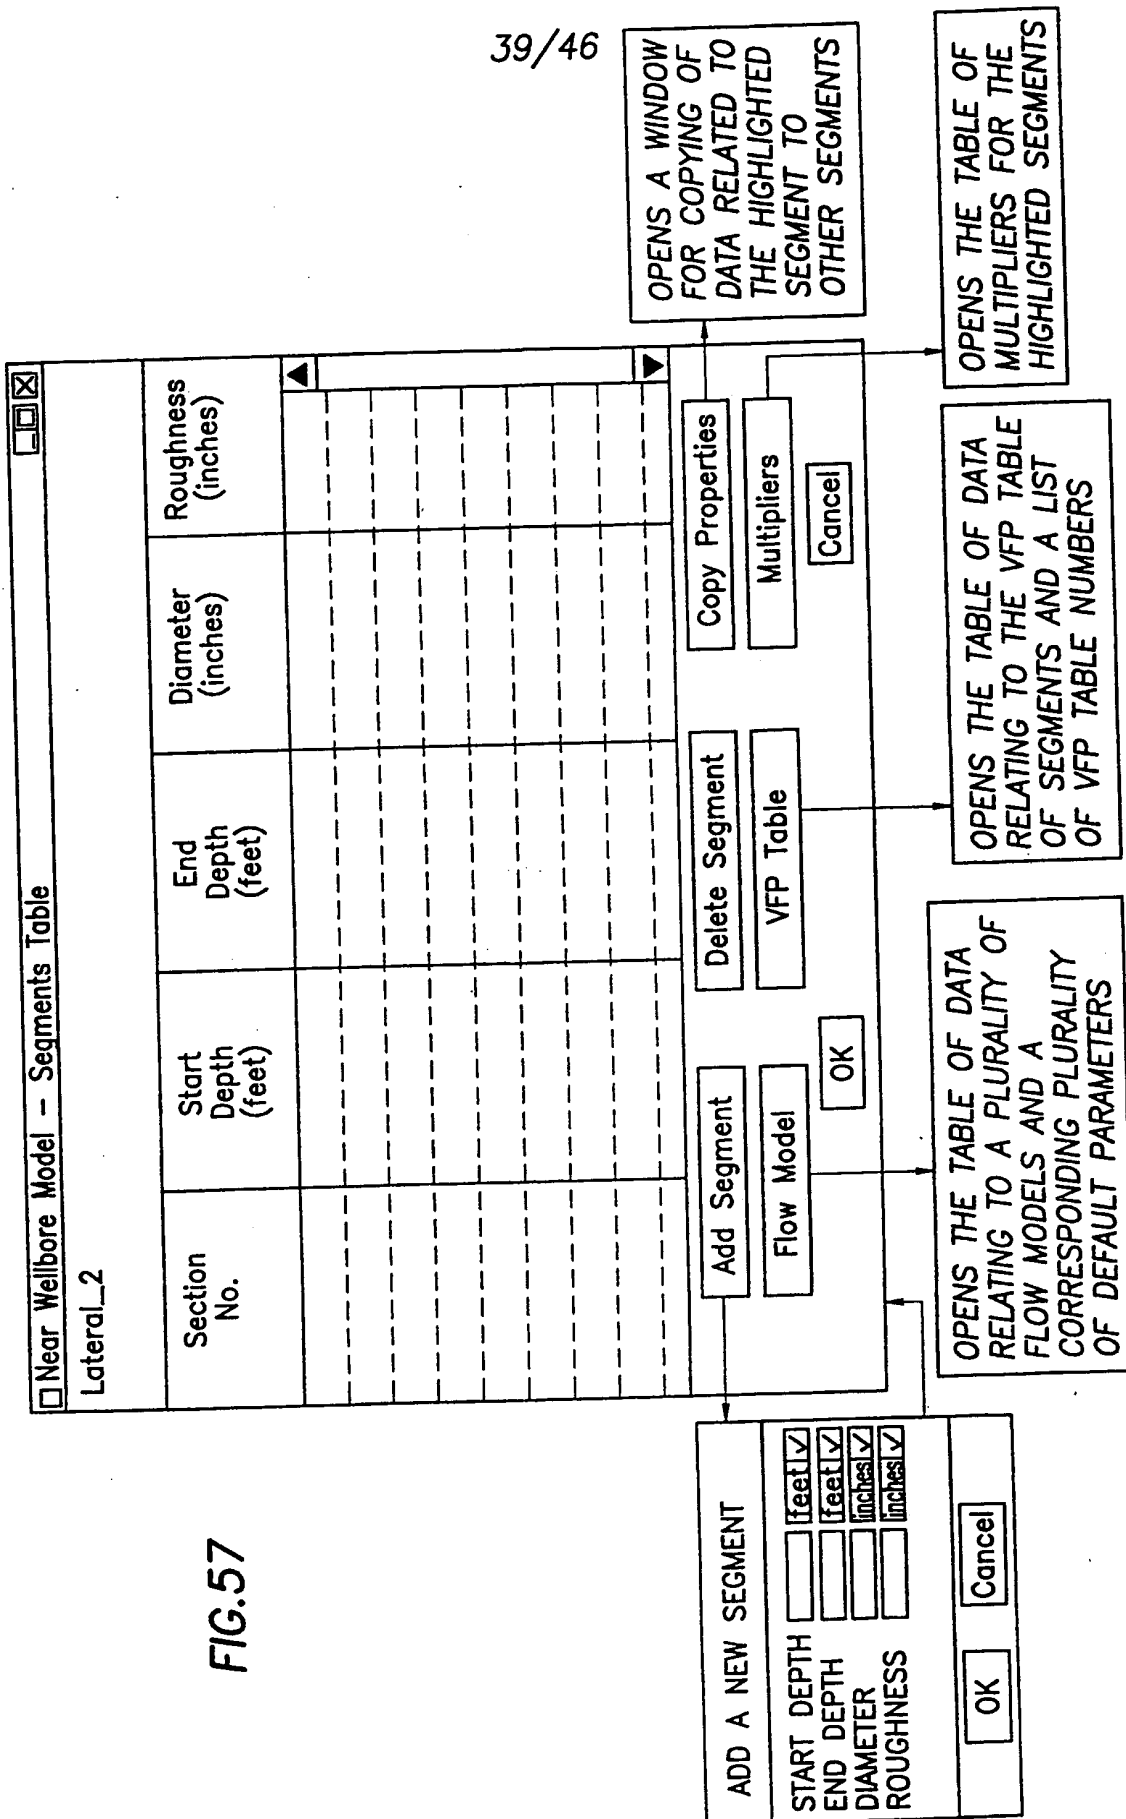 39/46
FIG.57
Near Wellbore Model – Segments Table
Lateral_2
Section
No.
Start
Depth
(feet)
End
Depth
(feet)
Diameter
(inches)
Roughness
(inches)
Add Segment
Delete Segment
Copy Properties
Flow Model
VFP Table
Multipliers
OK
Cancel
ADD A NEW SEGMENT
START DEPTH feet
END DEPTH feet
DIAMETER inches
ROUGHNESS inches
OK
Cancel
OPENS THE TABLE OF DATA
RELATING TO A PLURALITY OF
FLOW MODELS AND A
CORRESPONDING PLURALITY
OF DEFAULT PARAMETERS
OPENS THE TABLE OF DATA
RELATING TO THE VFP TABLE
OF SEGMENTS AND A LIST
OF VFP TABLE NUMBERS
OPENS A WINDOW
FOR COPYING OF
DATA RELATED TO
THE HIGHLIGHTED
SEGMENT TO
OTHER SEGMENTS
OPENS THE TABLE OF
MULTIPLIERS FOR THE
HIGHLIGHTED SEGMENTS